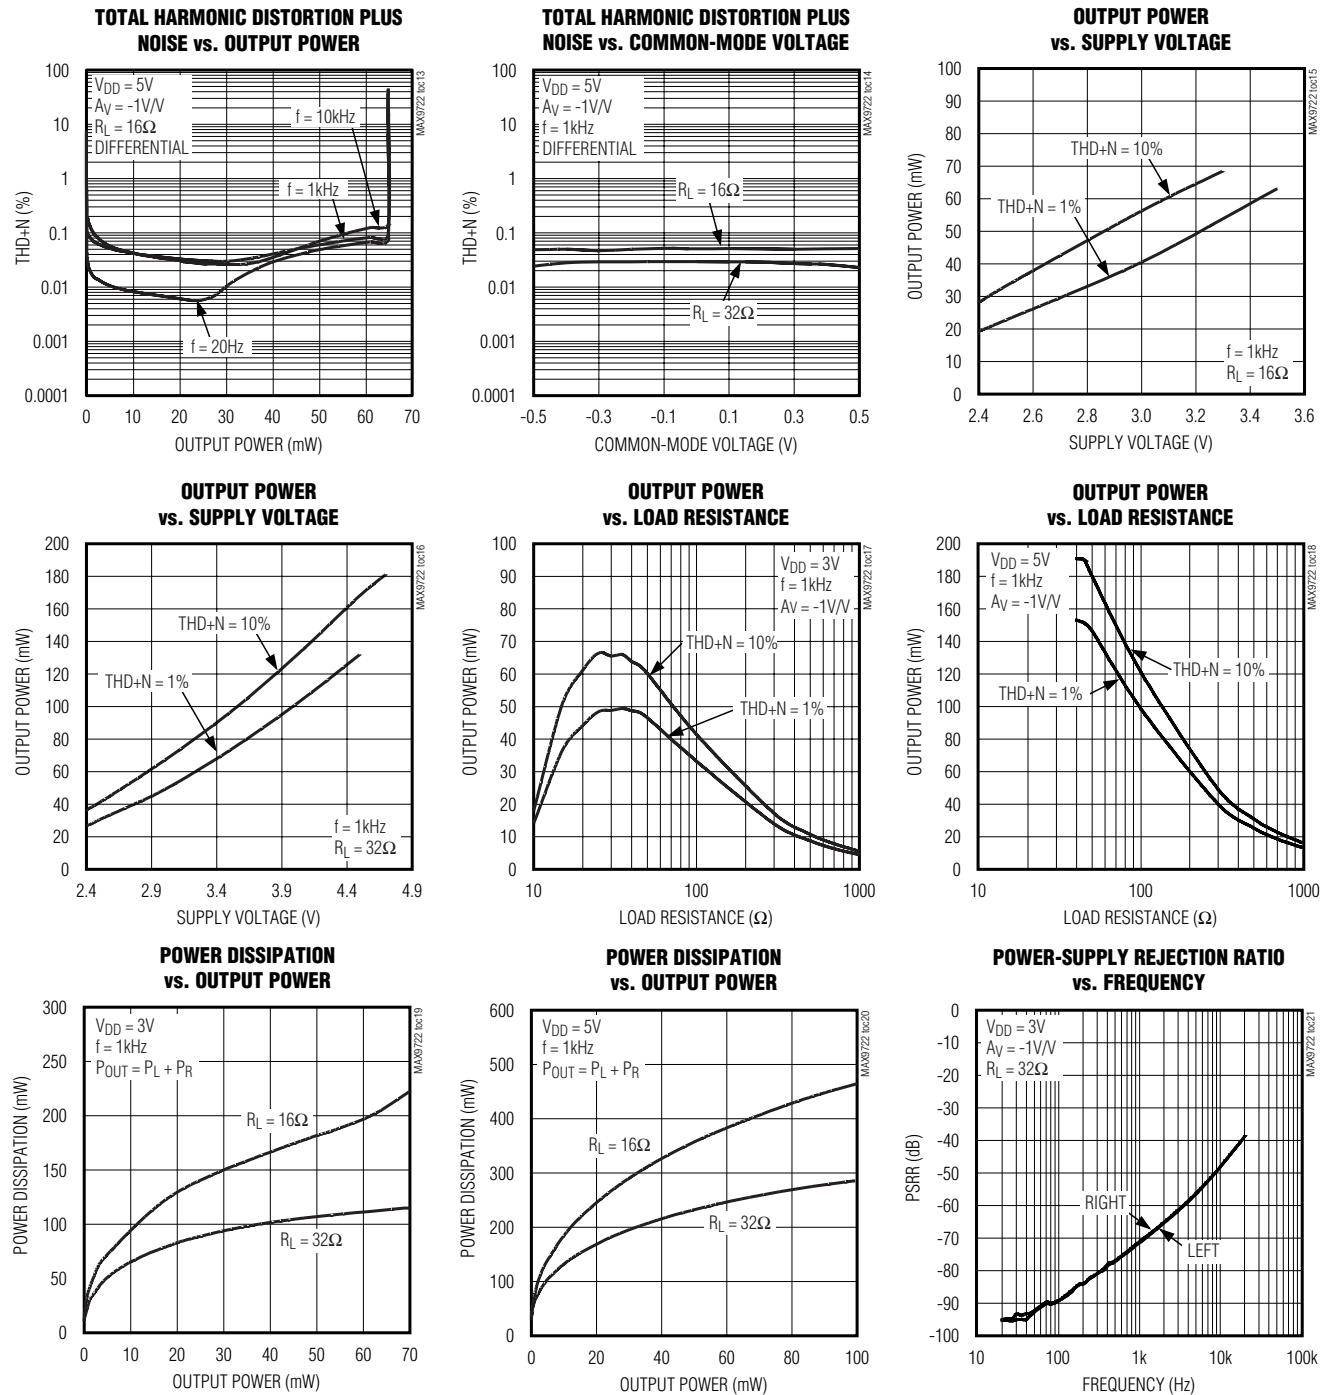 TOTAL HARMONIC DISTORTION PLUS
NOISE vs. OUTPUT POWER
100
10
1
0.1
0.01
0.001
0.0001
THD+N (%)
VDD = 5V
AV = -1V/V
RL = 16Ω
DIFFERENTIAL
f = 10kHz
f = 1kHz
f = 20Hz
MAX9722 toc13
0 10 20 30 40 50 60 70
OUTPUT POWER (mW)
TOTAL HARMONIC DISTORTION PLUS
NOISE vs. COMMON-MODE VOLTAGE
100
10
1
0.1
0.01
0.001
0.0001
THD+N (%)
VDD = 5V
AV = -1V/V
f = 1kHz
DIFFERENTIAL
RL = 16Ω
RL = 32Ω
MAX9722 toc14
-0.5 -0.3 -0.1 0.1 0.3 0.5
COMMON-MODE VOLTAGE (V)
OUTPUT POWER
vs. SUPPLY VOLTAGE
100
90
80
70
60
50
40
30
20
10
0
OUTPUT POWER (mW)
THD+N = 10%
THD+N = 1%
f = 1kHz
RL = 16Ω
MAX9722 toc15
2.4 2.6 2.8 3.0 3.2 3.4 3.6
SUPPLY VOLTAGE (V)
OUTPUT POWER
vs. SUPPLY VOLTAGE
200
180
160
140
120
100
80
60
40
20
0
OUTPUT POWER (mW)
THD+N = 10%
THD+N = 1%
f = 1kHz
RL = 32Ω
MAX9722 toc16
2.4 2.9 3.4 3.9 4.4 4.9
SUPPLY VOLTAGE (V)
OUTPUT POWER
vs. LOAD RESISTANCE
100
90
80
70
60
50
40
30
20
10
0
OUTPUT POWER (mW)
VDD = 3V
f = 1kHz
AV = -1V/V
THD+N = 10%
THD+N = 1%
MAX9722 toc17
10 100 1000
LOAD RESISTANCE (Ω)
OUTPUT POWER
vs. LOAD RESISTANCE
200
180
160
140
120
100
80
60
40
20
0
OUTPUT POWER (mW)
VDD = 5V
f = 1kHz
AV = -1V/V
THD+N = 10%
THD+N = 1%
MAX9722 toc18
10 100 1000
LOAD RESISTANCE (Ω)
POWER DISSIPATION
vs. OUTPUT POWER
300
250
200
150
100
50
0
POWER DISSIPATION (mW)
VDD = 3V
f = 1kHz
POUT = PL + PR
RL = 16Ω
RL = 32Ω
MAX9722 toc19
0 10 20 30 40 50 60 70
OUTPUT POWER (mW)
POWER DISSIPATION
vs. OUTPUT POWER
600
500
400
300
200
100
0
POWER DISSIPATION (mW)
VDD = 5V
f = 1kHz
POUT = PL + PR
RL = 16Ω
RL = 32Ω
MAX9722 toc20
0 20 40 60 80 100
OUTPUT POWER (mW)
POWER-SUPPLY REJECTION RATIO
vs. FREQUENCY
0
-10
-20
-30
-40
-50
-60
-70
-80
-90
-100
PSRR (dB)
VDD = 3V
AV = -1V/V
RL = 32Ω
RIGHT
LEFT
MAX9722 toc21
10 100 1k 10k 100k
FREQUENCY (Hz)